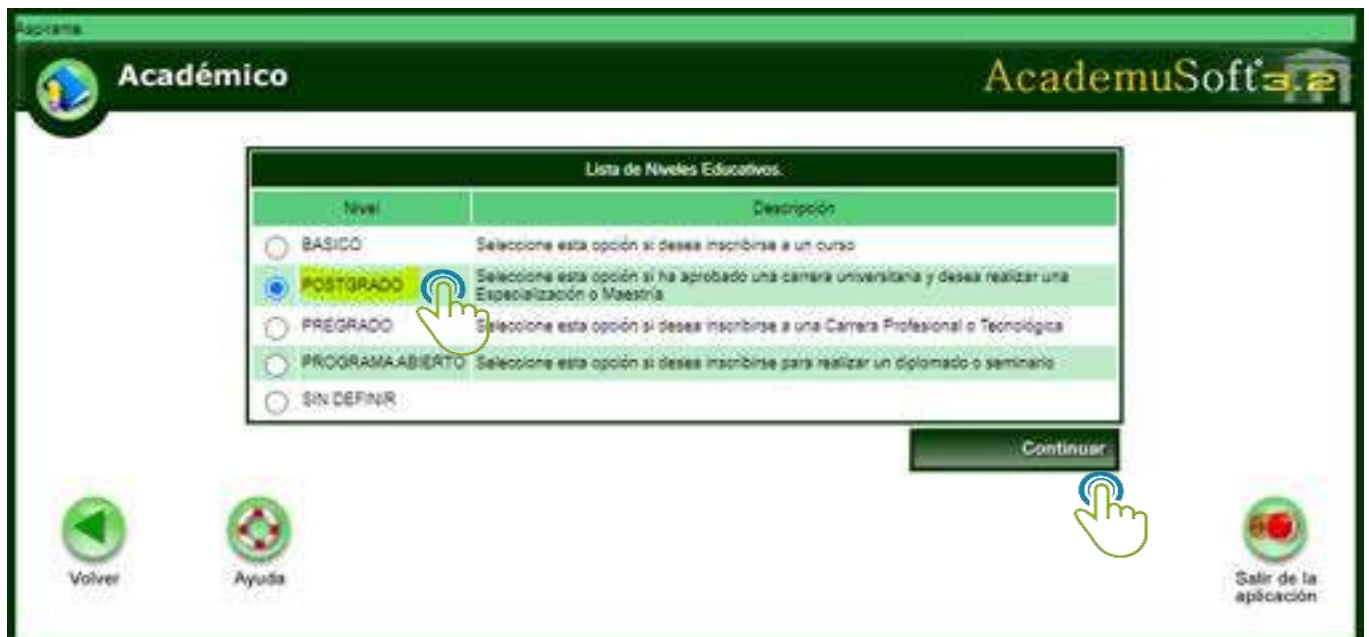 Aspirante
Académico
AcademuSoft 3.2
Lista de Niveles Educativos.
Nivel Descripción
BASICO Seleccione esta opción si desea inscribirse a un curso
POSTGRADO Seleccione esta opción si ha aprobado una carrera universitaria y desea realizar una
Especialización o Maestría
PREGRADO Seleccione esta opción si desea inscribirse a una Carrera Profesional o Tecnológica
PROGRAMA ABIERTO Seleccione esta opción si desea inscribirse para realizar un diplomado o seminario
SIN DEFINIR
Continuar
Volver
Ayuda
Salir de la
aplicación